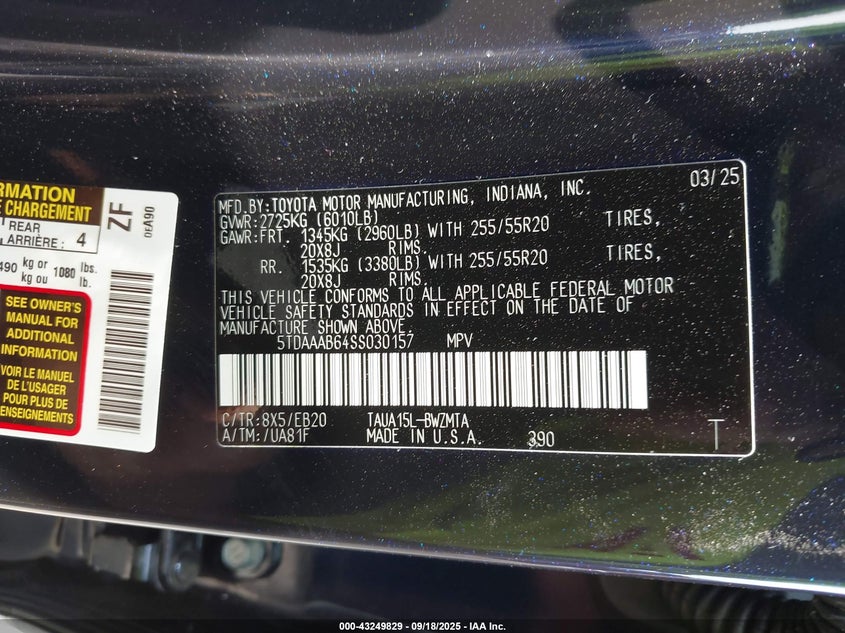 RMATION
E CHARGEMENT
REAR
ARRIÈRE : 4
490 kg or 1080 lbs.
kg ou lb.
SEE OWNER'S
MANUAL FOR
ADDITIONAL
INFORMATION
VOIR LE MANUEL
DE L'USAGER
POUR PLUS DE
RENSEIGNEMENTS
ZF
0EA90
MFD.BY:TOYOTA MOTOR MANUFACTURING, INDIANA, INC. 03/25
GVWR:2725KG (6010LB)
GAWR:FRT. 1345KG (2960LB) WITH 255/55R20 TIRES,
20X8J RIMS.
RR. 1535KG (3380LB) WITH 255/55R20 TIRES,
20X8J RIMS.
THIS VEHICLE CONFORMS TO ALL APPLICABLE FEDERAL MOTOR
VEHICLE SAFETY STANDARDS IN EFFECT ON THE DATE OF
MANUFACTURE SHOWN ABOVE.
5TDAAAB64SS030157 MPV
C/TR:8X5/EB20 TAUA15L-BWZMTA
A/TM:/UA81F MADE IN U.S.A. 390 T
000-43249829 - 09/18/2025 - IAA Inc.